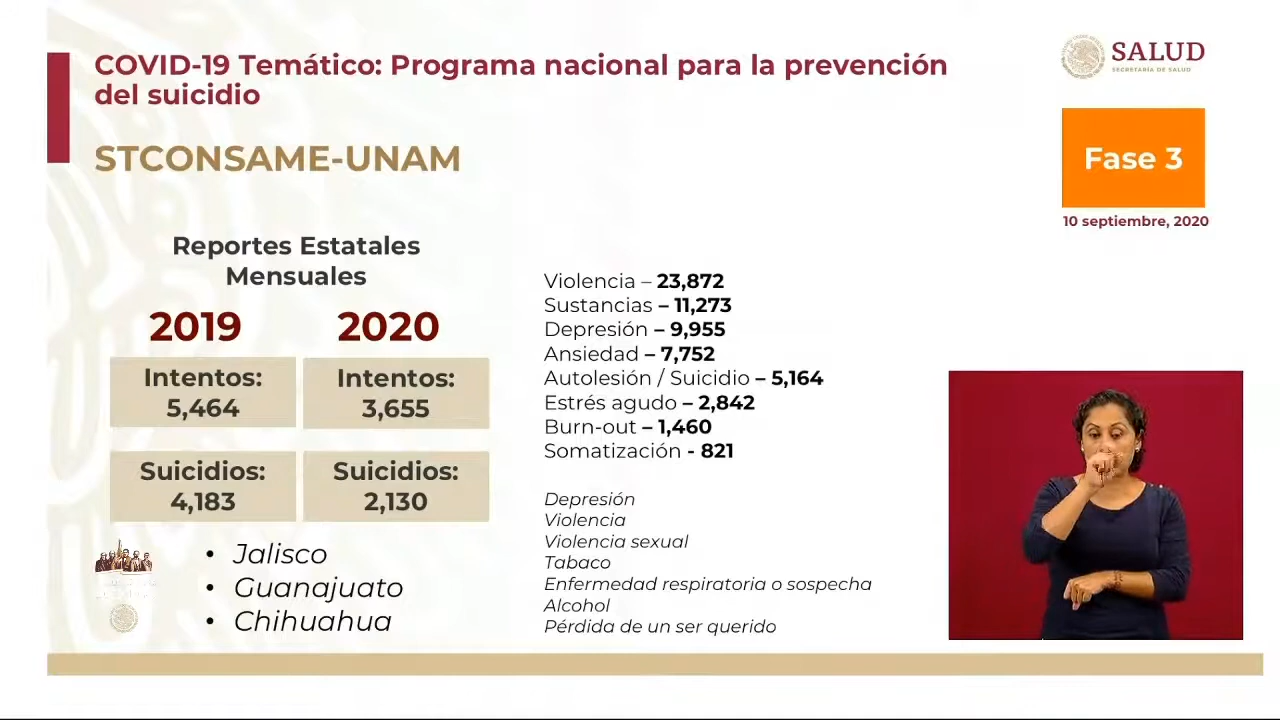 COVID-19 Temático: Programa nacional para la prevención
del suicidio
STCONSAME-UNAM
SALUD
SECRETARÍA DE SALUD
Fase 3
10 septiembre, 2020
Reportes Estatales
Mensuales
2019
2020
Intentos:
5,464
Intentos:
3,655
Suicidios:
4,183
Suicidios:
2,130
• Jalisco
• Guanajuato
• Chihuahua
Violencia – 23,872
Sustancias – 11,273
Depresión – 9,955
Ansiedad – 7,752
Autolesión / Suicidio – 5,164
Estrés agudo – 2,842
Burn-out – 1,460
Somatización - 821
Depresión
Violencia
Violencia sexual
Tabaco
Enfermedad respiratoria o sospecha
Alcohol
Pérdida de un ser querido